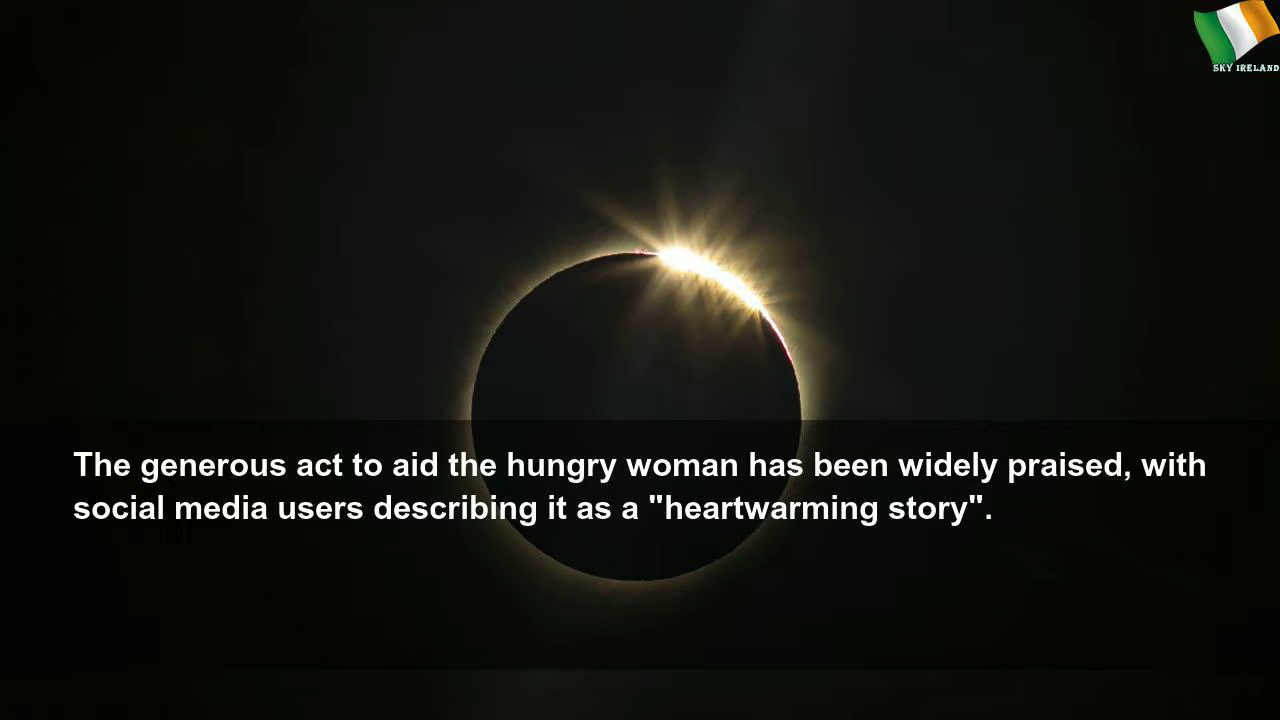 SKY IRELAND
The generous act to aid the hungry woman has been widely praised, with
social media users describing it as a "heartwarming story".